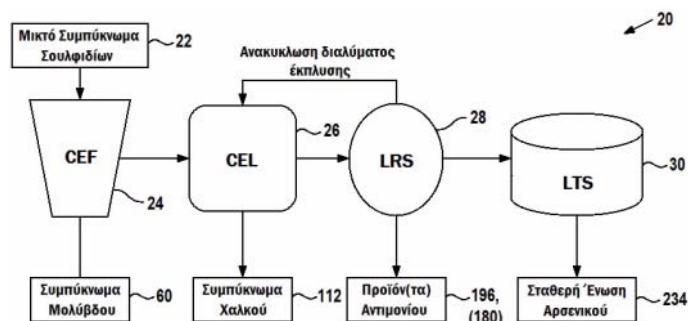 20
Μικτό Συμπύκνωμα
Σουλφιδίων
22
Ανακυκλωση διαλύματος
έκπλυσης
CEF
24
CEL
26
LRS
28
LTS
30
Συμπύκνωμα
Μολύβδου
60
Συμπύκνωμα
Χαλκού
112
Προϊόν(τα)
Αντιμονίου
196,
(180)
Σταθερή Ένωση
Αρσενικού
234